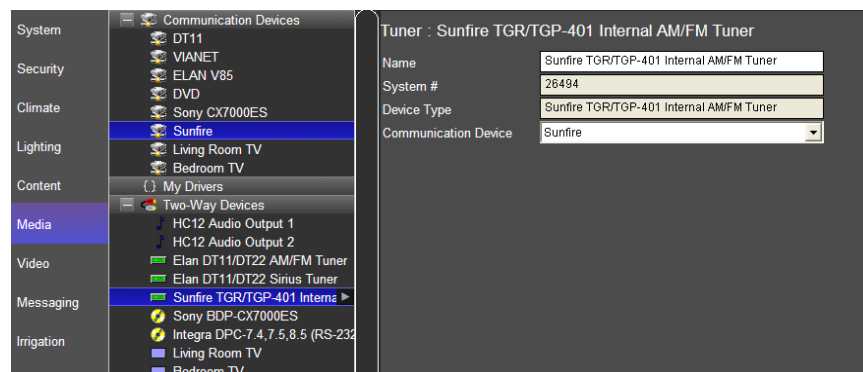 System
Security
Climate
Lighting
Content
Media
Video
Messaging
Irrigation
Communication Devices
DT11
VIANET
ELAN V85
DVD
Sony CX7000ES
Sunfire
Living Room TV
Bedroom TV
{} My Drivers
Two-Way Devices
HC12 Audio Output 1
HC12 Audio Output 2
Elan DT11/DT22 AM/FM Tuner
Elan DT11/DT22 Sirius Tuner
Sunfire TGR/TGP-401 Interna
Sony BDP-CX7000ES
Integra DPC-7.4,7.5,8.5 (RS-232
Living Room TV
Bedroom TV
Tuner : Sunfire TGR/TGP-401 Internal AM/FM Tuner
Name Sunfire TGR/TGP-401 Internal AM/FM Tuner
System # 26494
Device Type Sunfire TGR/TGP-401 Internal AM/FM Tuner
Communication Device Sunfire